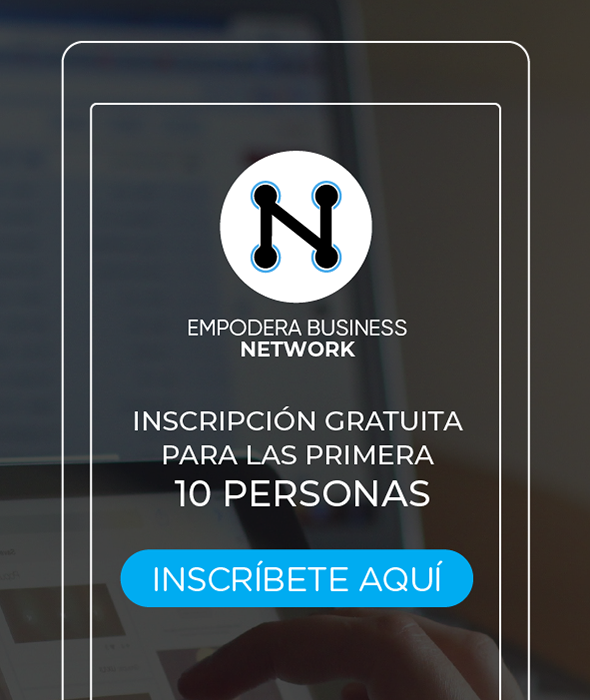 EMPODERA BUSINESS
NETWORK
INSCRIPCIÓN GRATUITA
PARA LAS PRIMERA
10 PERSONAS
INSCRÍBETE AQUÍ